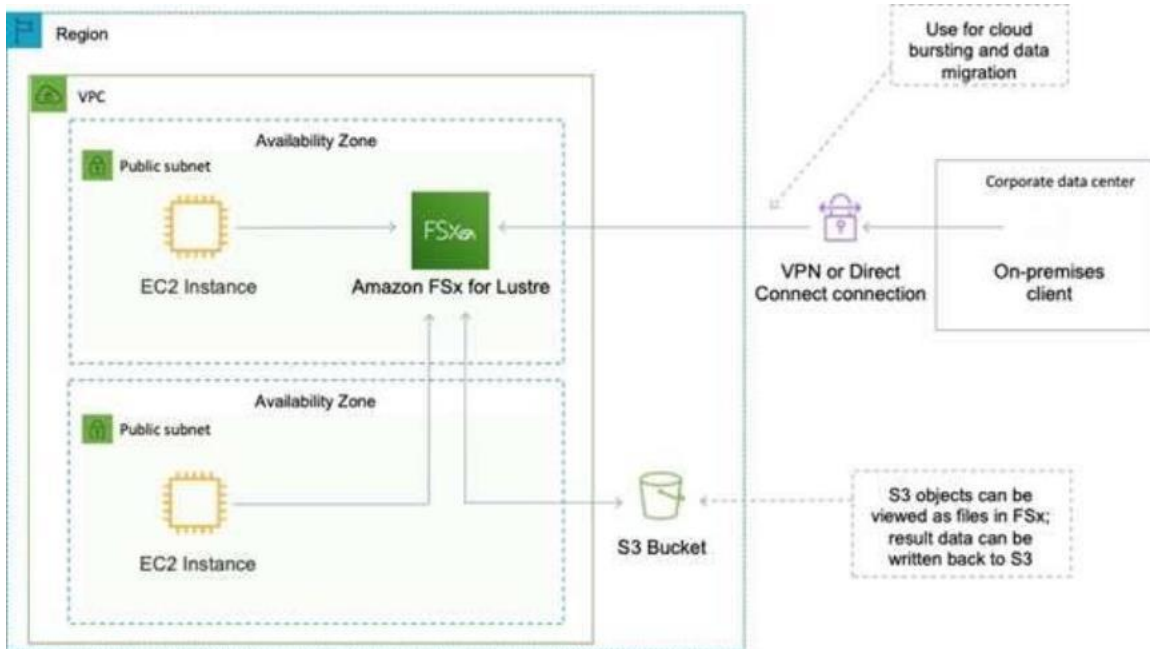 Region
Use for cloud
bursting and data
migration
VPC
Availability Zone
Public subnet
Corporate data center
FSx
EC2 Instance
Amazon FSx for Lustre
VPN or Direct
Connect connection
On-premises
client
Availability Zone
Public subnet
EC2 Instance
S3 Bucket
S3 objects can be
viewed as files in FSx;
result data can be
written back to S3